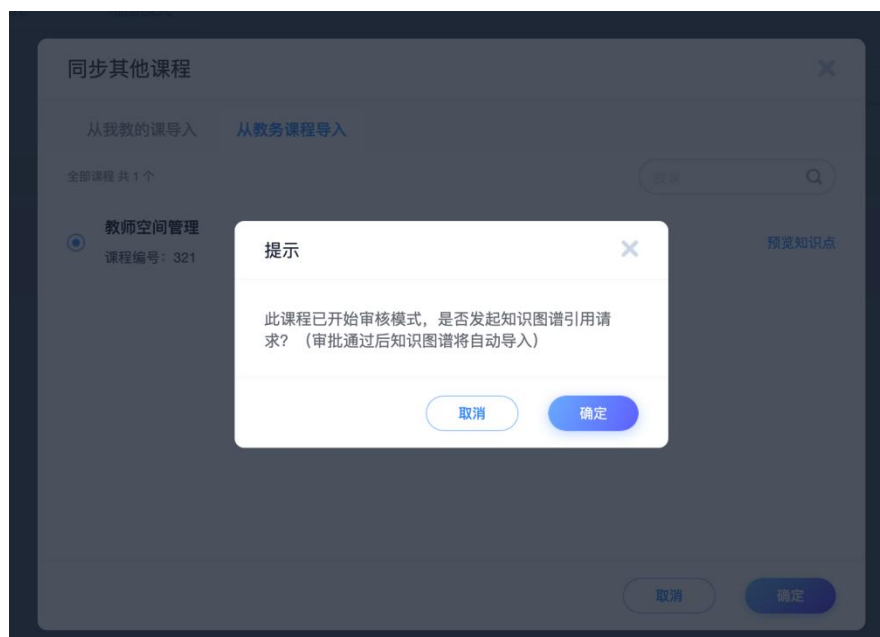 同步其他课程
从我教的课导入 从教务课程导入
全部课程 共 1 个
搜索
教师空间管理
预览知识点
课程编号：321
提示
此课程已开始审核模式，是否发起知识图谱引用请
求？（审批通过后知识图谱将自动导入）
取消 确定
取消 确定